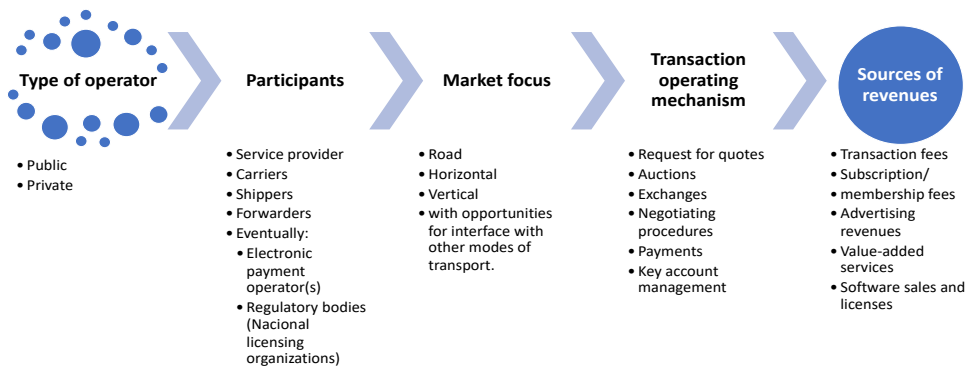 Type of operator
• Public
• Private
Participants
• Service provider
• Carriers
• Shippers
• Forwarders
• Eventually:
• Electronic
payment
operator(s)
• Regulatory bodies
(Nacional
licensing
organizations)
Market focus
• Road
• Horizontal
• Vertical
• with opportunities
for interface with
other modes of
transport.
Transaction
operating
mechanism
• Request for quotes
• Auctions
• Exchanges
• Negotiating
procedures
• Payments
• Key account
management
Sources of
revenues
• Transaction fees
• Subscription/
• membership fees
• Advertising
revenues
• Value-added
services
• Software sales and
licenses